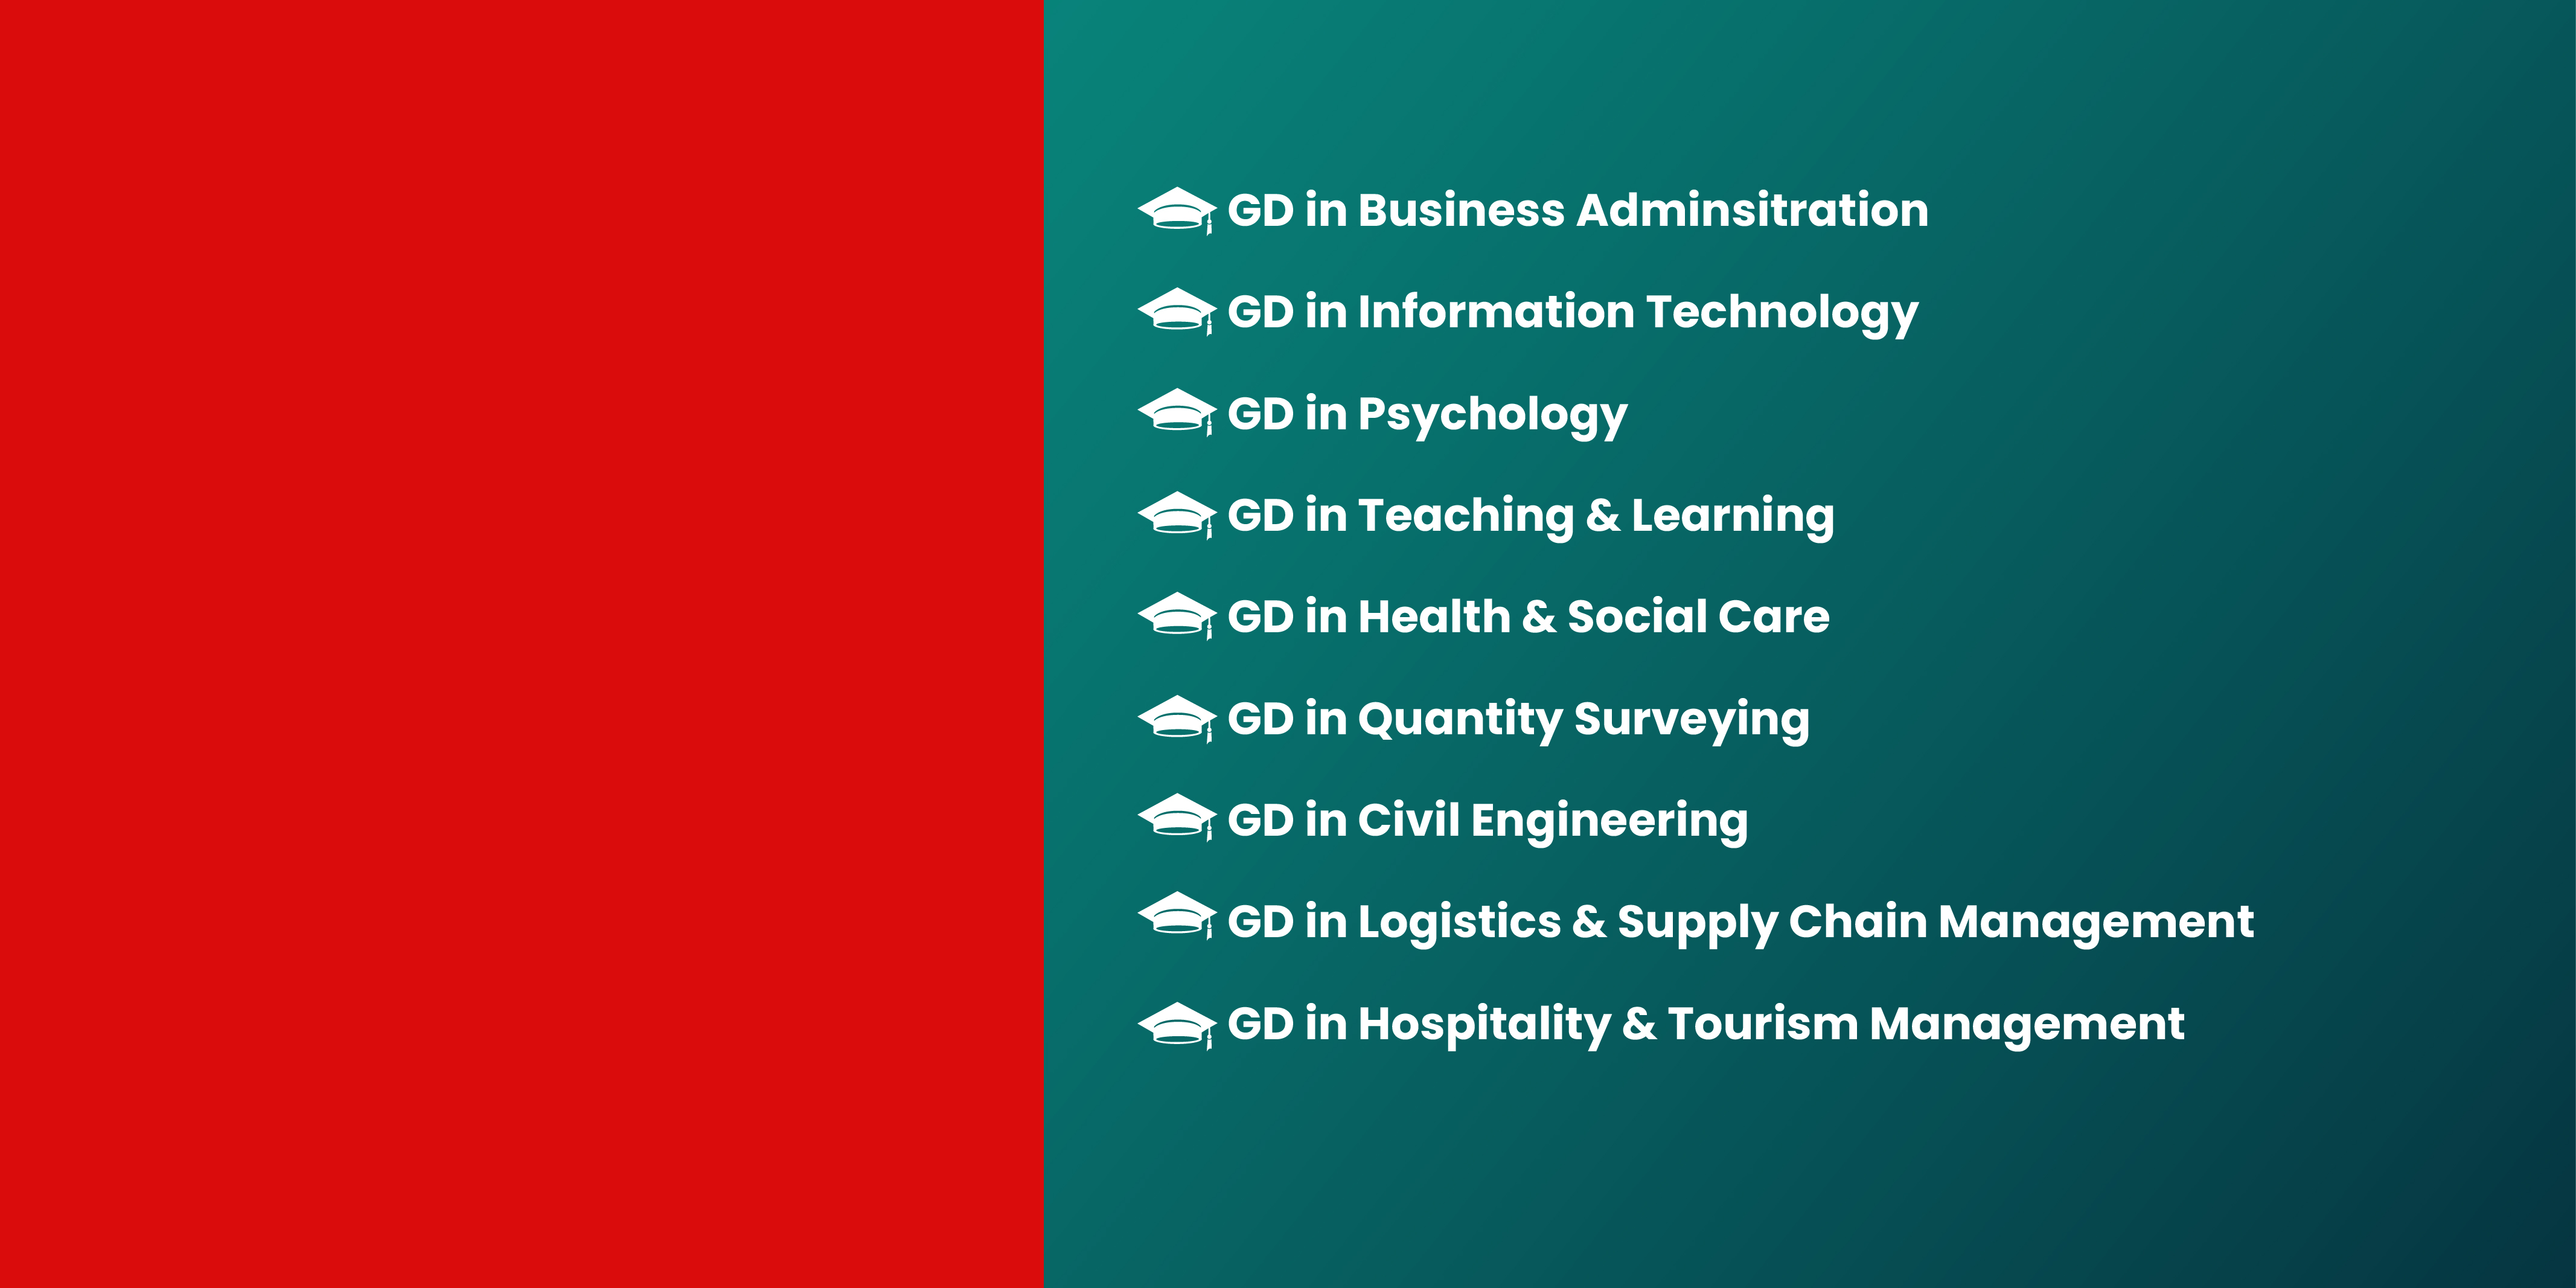 GD in Business Adminsitration
GD in Information Technology
GD in Psychology
GD in Teaching & Learning
GD in Health & Social Care
GD in Quantity Surveying
GD in Civil Engineering
GD in Logistics & Supply Chain Management
GD in Hospitality & Tourism Management